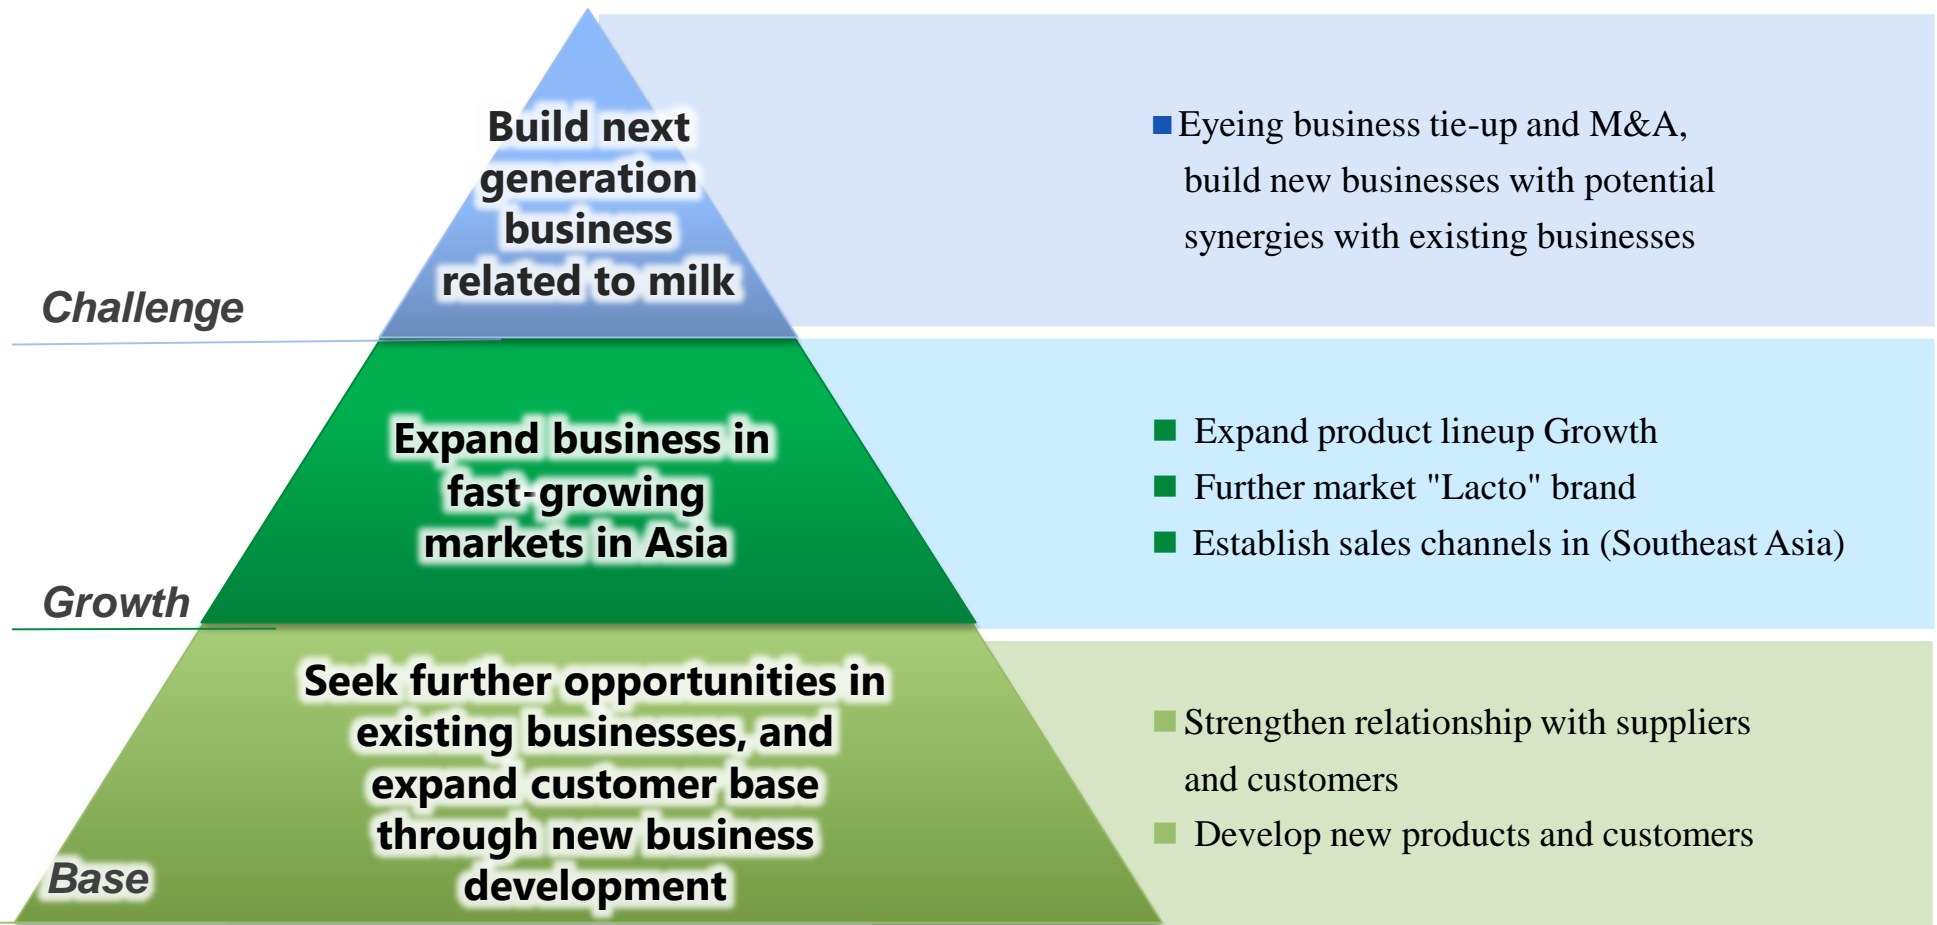 Build next
generation
business
related to milk
Challenge
■ Eyeing business tie-up and M&A,
build new businesses with potential
synergies with existing businesses
Expand business in
fast-growing
markets in Asia
Growth
■ Expand product lineup Growth
■ Further market "Lacto" brand
■ Establish sales channels in (Southeast Asia)
Seek further opportunities in
existing businesses, and
expand customer base
through new business
development
Base
■ Strengthen relationship with suppliers
and customers
■ Develop new products and customers